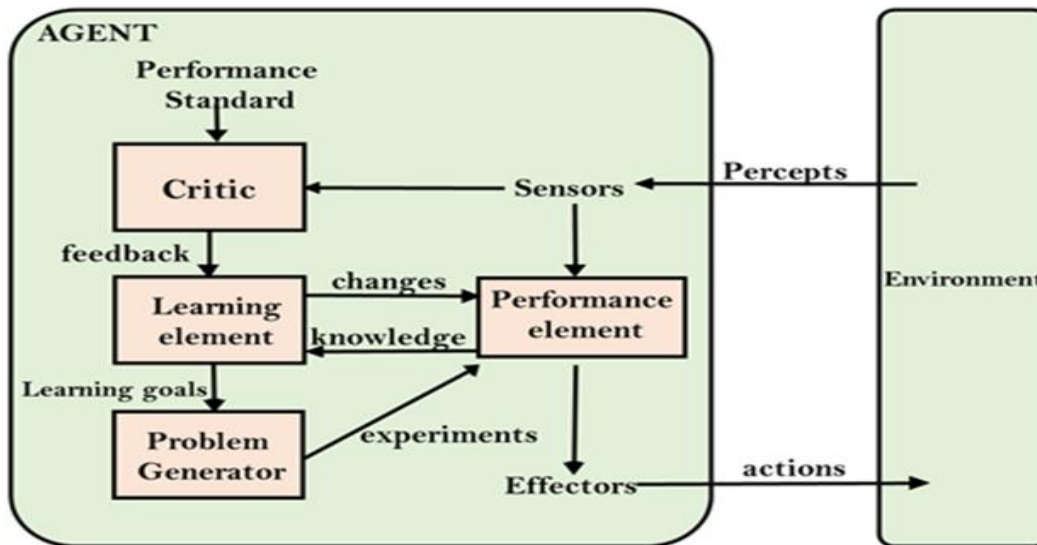 AGENT
Performance
Standard
Critic
Sensors
Percepts
feedback
changes
Learning
element
Performance
element
Environment
knowledge
Learning goals
experiments
Problem
Generator
Effectors
actions